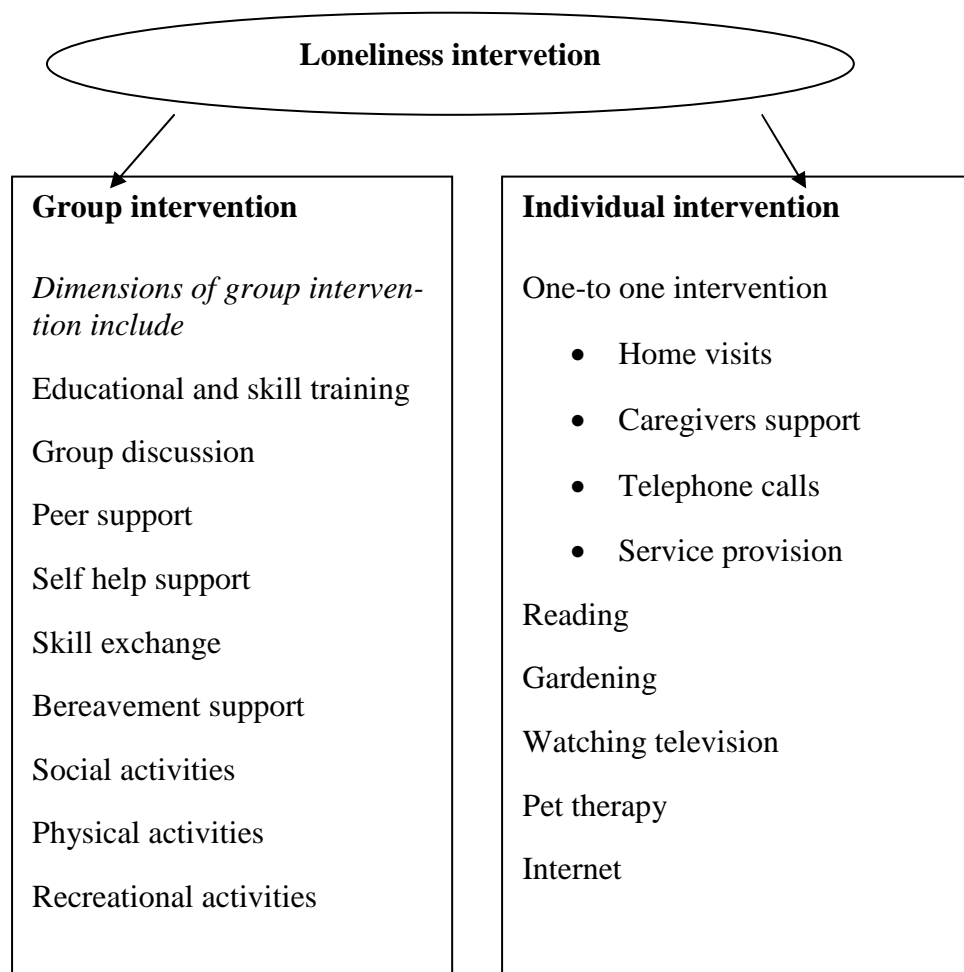 Loneliness intervetion
Group intervention
Dimensions of group interven-
tion include
Educational and skill training
Group discussion
Peer support
Self help support
Skill exchange
Bereavement support
Social activities
Physical activities
Recreational activities
Individual intervention
One-to one intervention
• Home visits
• Caregivers support
• Telephone calls
• Service provision
Reading
Gardening
Watching television
Pet therapy
Internet